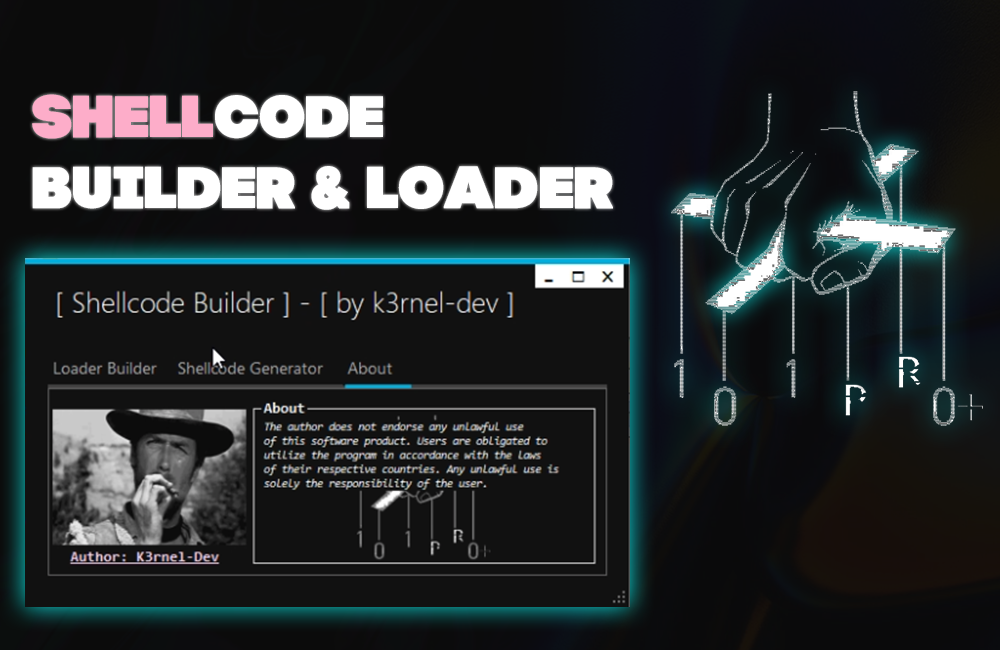 SHELLCODE
BUILDER & LOADER
[ Shellcode Builder ] - [ by k3rnel-dev ]
Loader Builder Shellcode Generator About
About
The author does not endorse any unlawful use
of this software product. Users are obligated to
utilize the program in accordance with the laws
of their respective countries. Any unlawful use is
solely the responsibility of the user.
1 0 1 P R 0+
Author: K3rnel-Dev
1 0 1 P R 0+